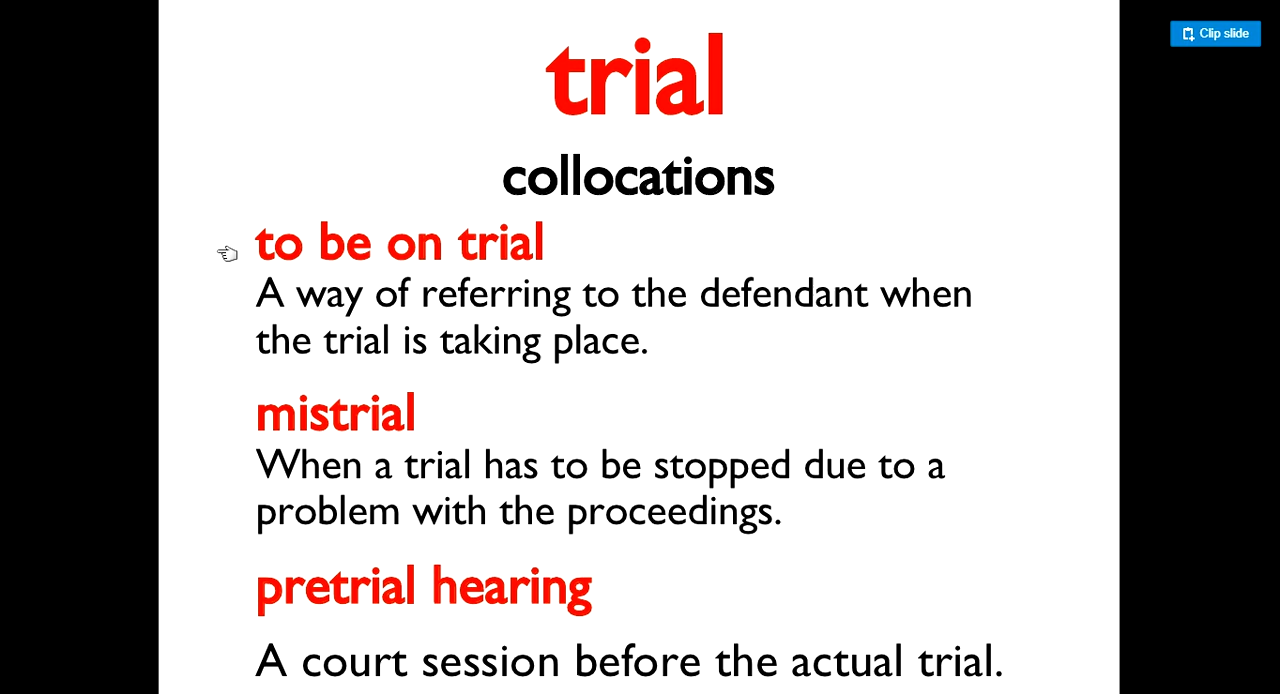 Clip slide
trial
collocations
to be on trial
A way of referring to the defendant when
the trial is taking place.
mistrial
When a trial has to be stopped due to a
problem with the proceedings.
pretrial hearing
A court session before the actual trial.